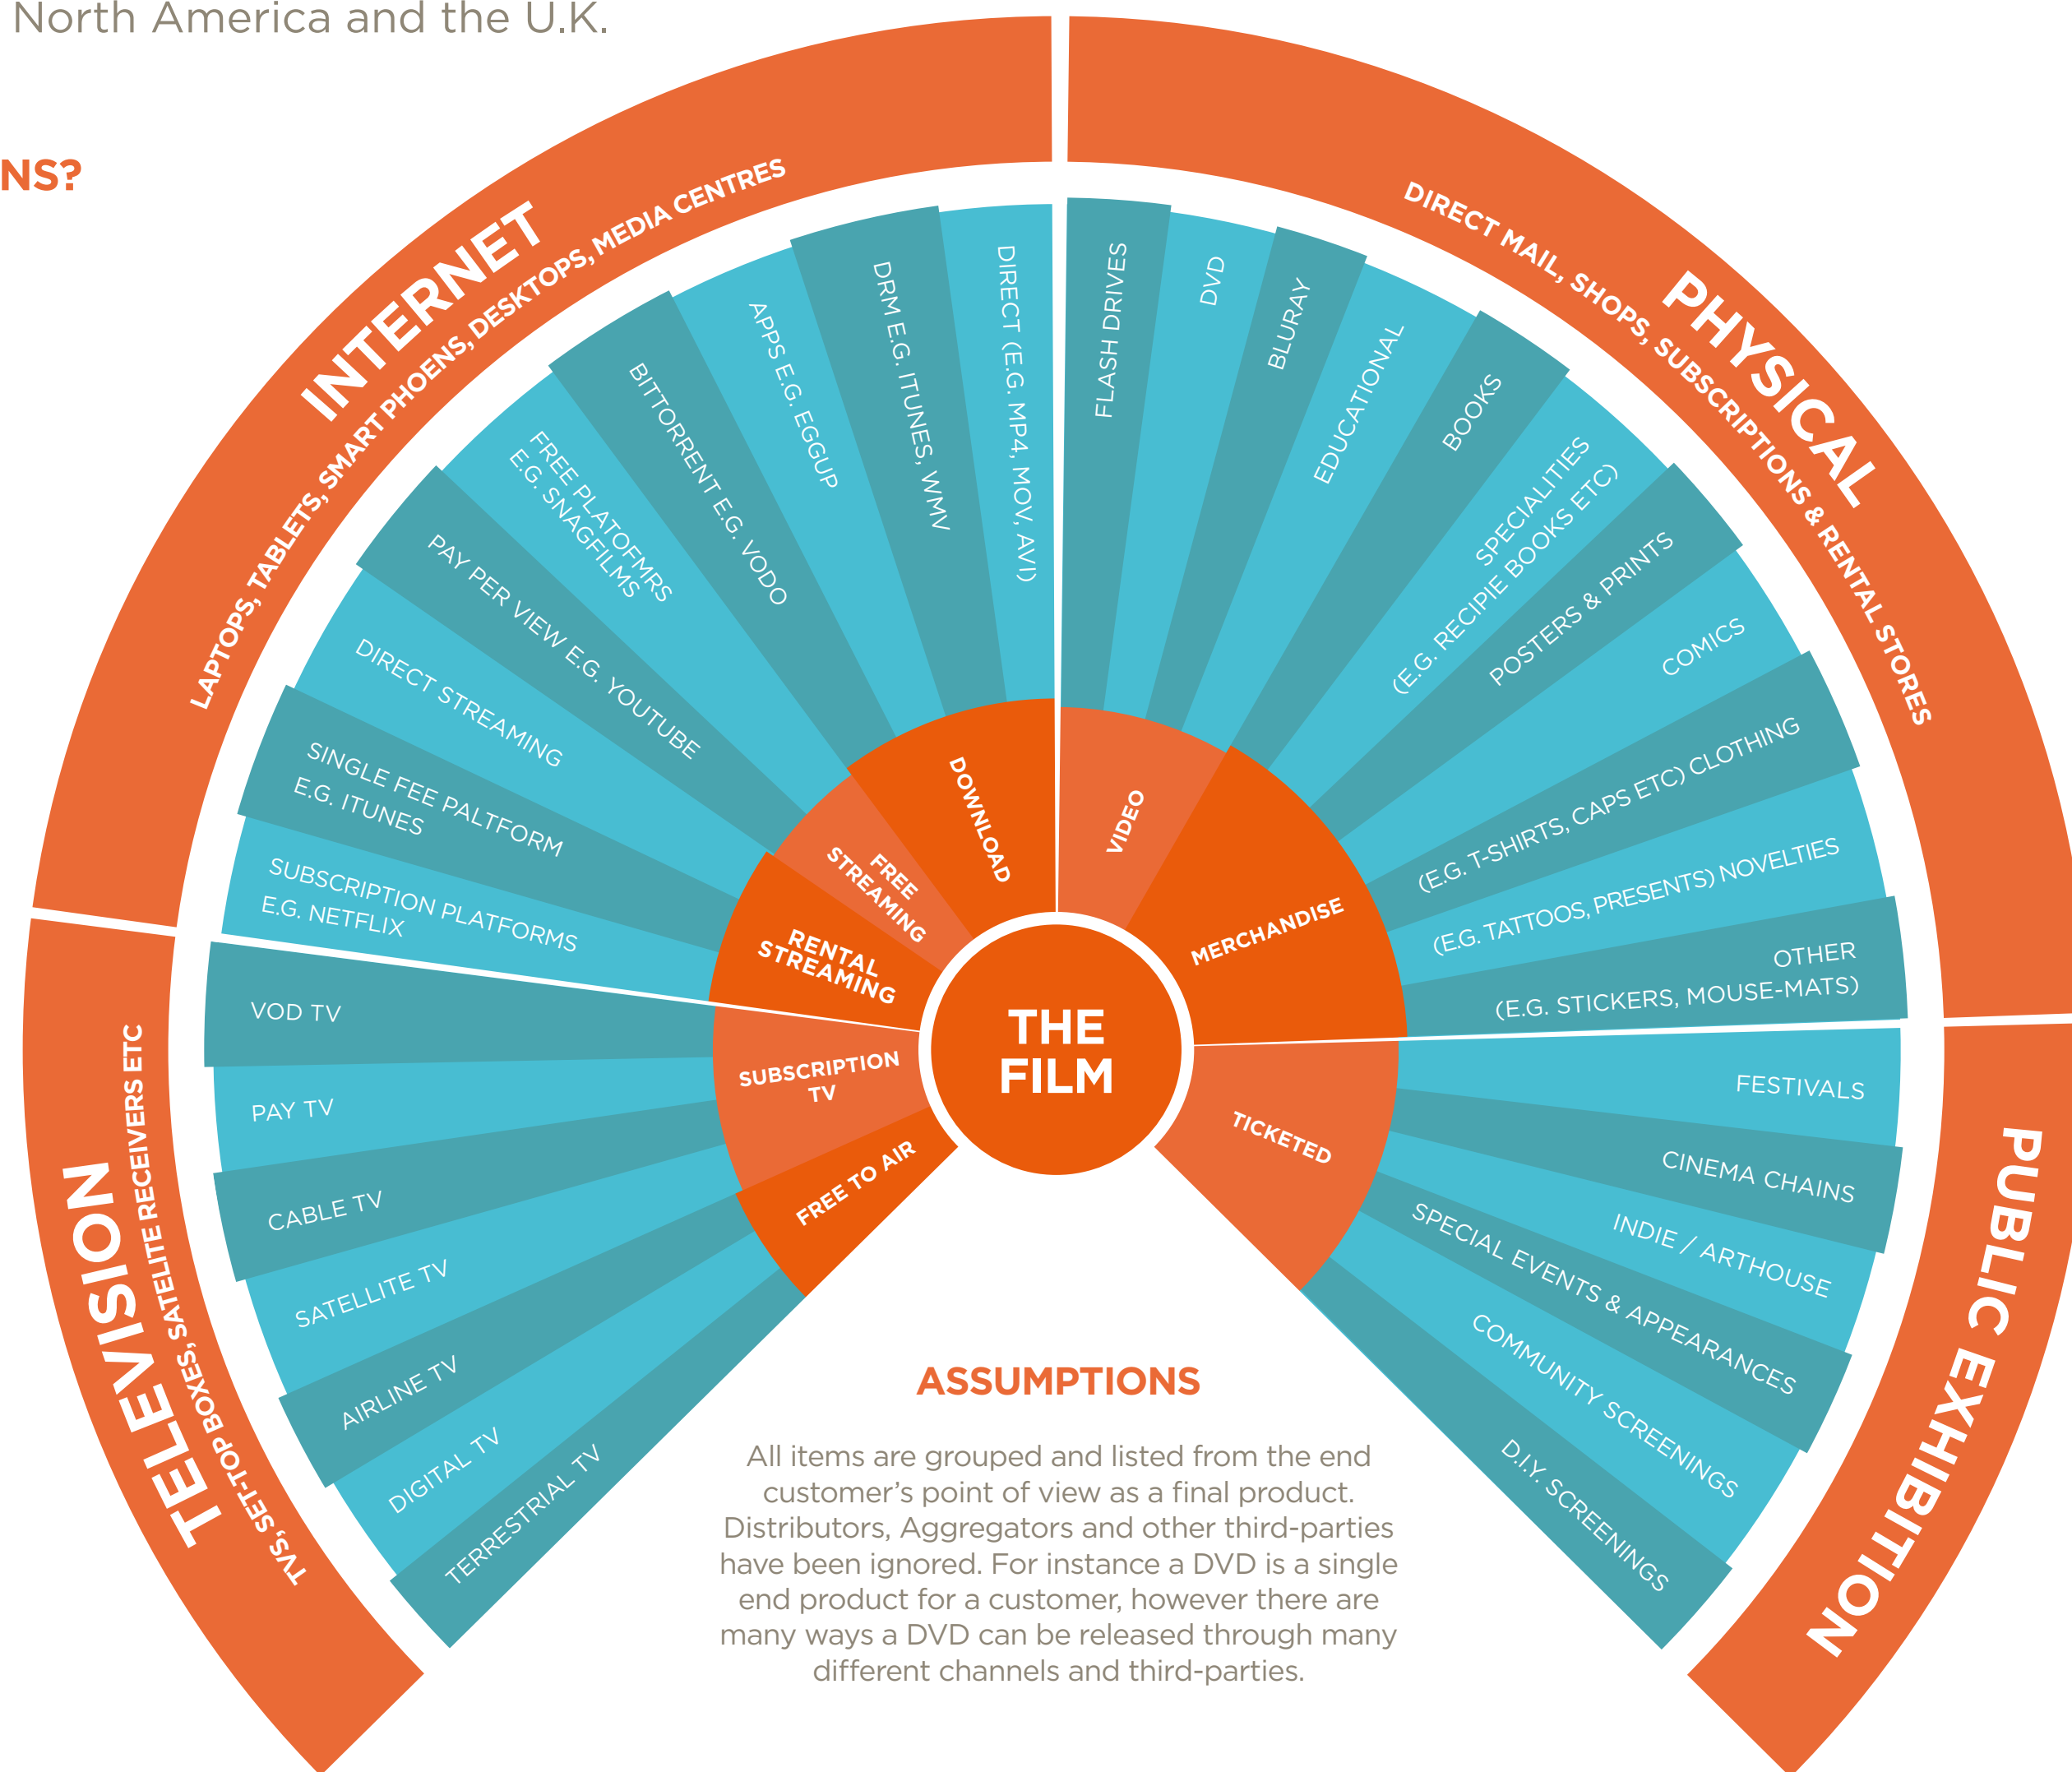 North America and the U.K.
NS?
INTERNET
LAPTOPS, TABLETS, SMART PHOENS, DESKTOPS, MEDIA CENTRES
PHYSICAL
DIRECT MAIL, SHOPS, SUBSCRIPTIONS & RENTAL STORES
TELEVISION
TVS, SET-TOP BOXES, SATELITE RECEIVERS ETC
PUBLIC EXHIBITION
TERRESTRIAL TV
DIGITAL TV
AIRLINE TV
SATELLITE TV
CABLE TV
PAY TV
VOD TV
SUBSCRIPTION PLATFORMS
E.G. NETFLIX
SINGLE FEE PALTFORM
E.G. ITUNES
DIRECT STREAMING
PAY PER VIEW E.G. YOUTUBE
FREE PLATOFMRS
E.G. SNAGFILMS
BITTORRENT E.G. VODO
APPS E.G. EGGUP
DRM E.G. ITUNES, WMV
DIRECT (E.G. MP4, MOV, AVI)
FLASH DRIVES
DVD
BLURAY
EDUCATIONAL
BOOKS
SPECIALITIES
(E.G. RECIPIE BOOKS ETC)
POSTERS & PRINTS
COMICS
(E.G. T-SHIRTS, CAPS ETC) CLOTHING
(E.G. TATTOOS, PRESENTS) NOVELTIES
OTHER
(E.G. STICKERS, MOUSE-MATS)
FESTIVALS
CINEMA CHAINS
INDIE / ARTHOUSE
SPECIAL EVENTS & APPEARANCES
COMMUNITY SCREENINGS
D.I.Y. SCREENINGS
FREE TO AIR
SUBSCRIPTION
TV
RENTAL
STREAMING
FREE
STREAMING
DOWNLOAD
VIDEO
MERCHANDISE
TICKETED
THE
FILM
ASSUMPTIONS
All items are grouped and listed from the end
customer's point of view as a final product.
Distributors, Aggregators and other third-parties
have been ignored. For instance a DVD is a single
end product for a customer, however there are
many ways a DVD can be released through many
different channels and third-parties.